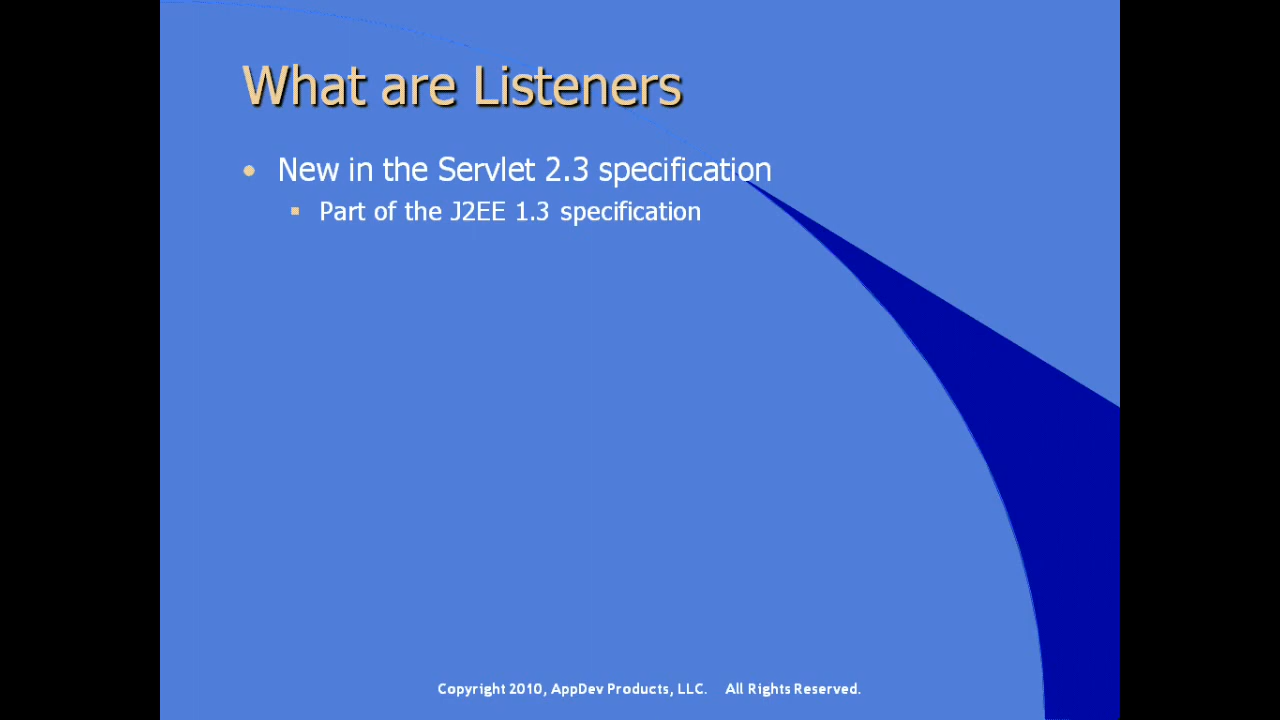 What are Listeners
New in the Servlet 2.3 specification
Part of the J2EE 1.3 specification
Copyright 2010, AppDev Products, LLC. All Rights Reserved.